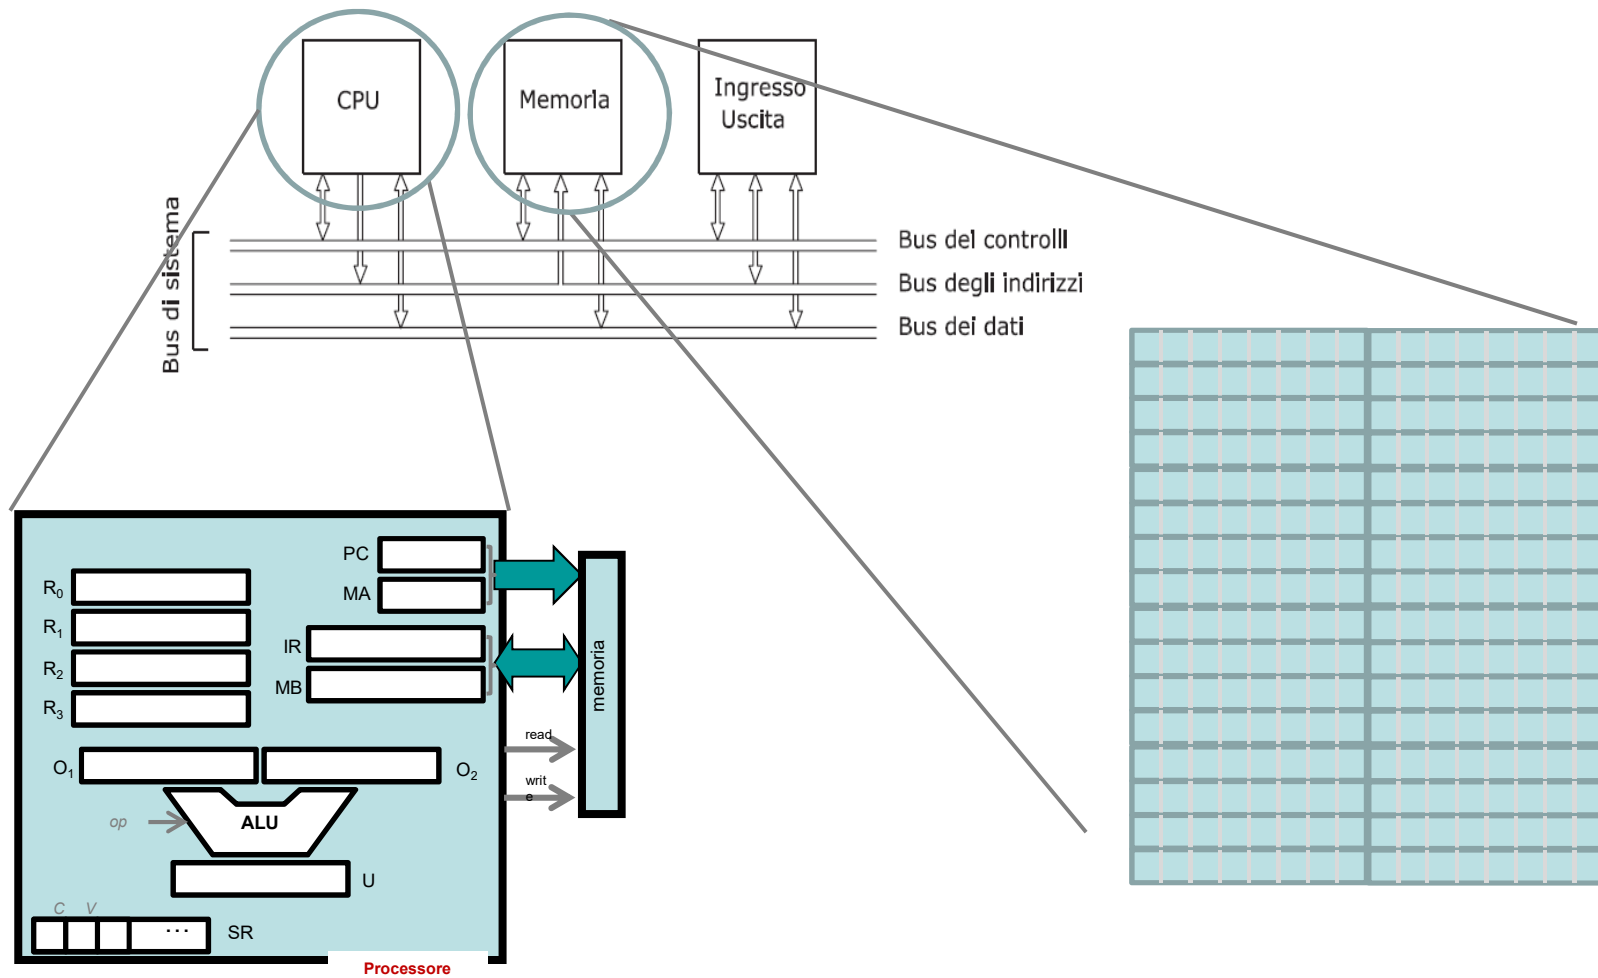 CPU
Memoria
Ingresso
Uscita
Bus di sistema
Bus dei controlli
Bus degli indirizzi
Bus dei dati
PC
MA
R0
R1
R2
R3
IR
MB
memoria
read
writ
e
O1
O2
op
ALU
U
C V
...
SR
Processore